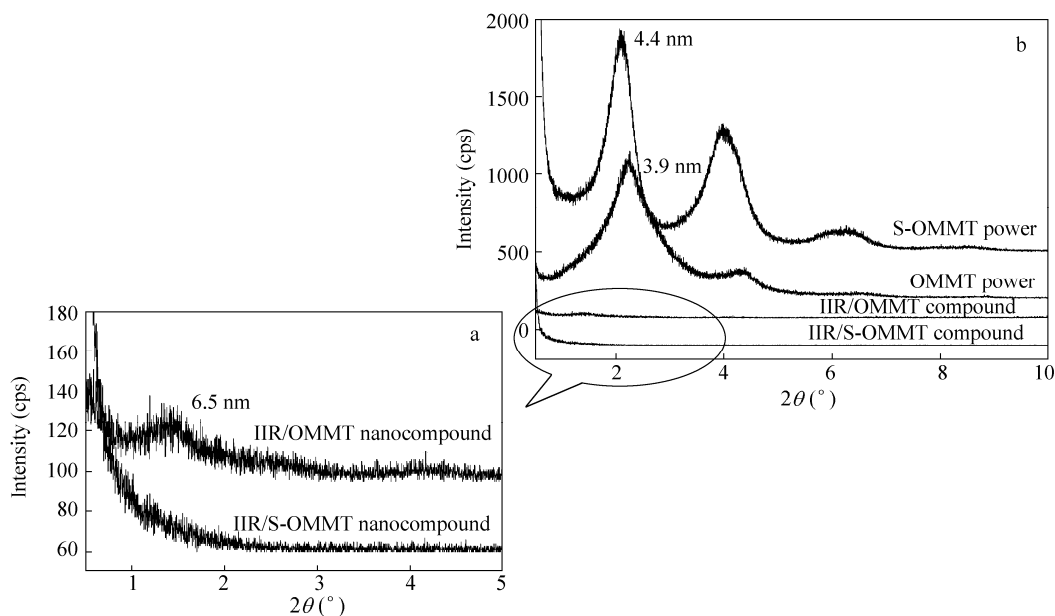 b
2000
1500
1000
500
0
Intensity (cps)
4.4 nm
3.9 nm
S-OMMT power
OMMT power
IIR/OMMT compound
IIR/S-OMMT compound
2 4 6 8 10
2θ (°)
a
180
160
140
120
100
80
60
Intensity (cps)
6.5 nm
IIR/OMMT nanocompound
IIR/S-OMMT nanocompound
1 2 3 4 5
2θ (°)